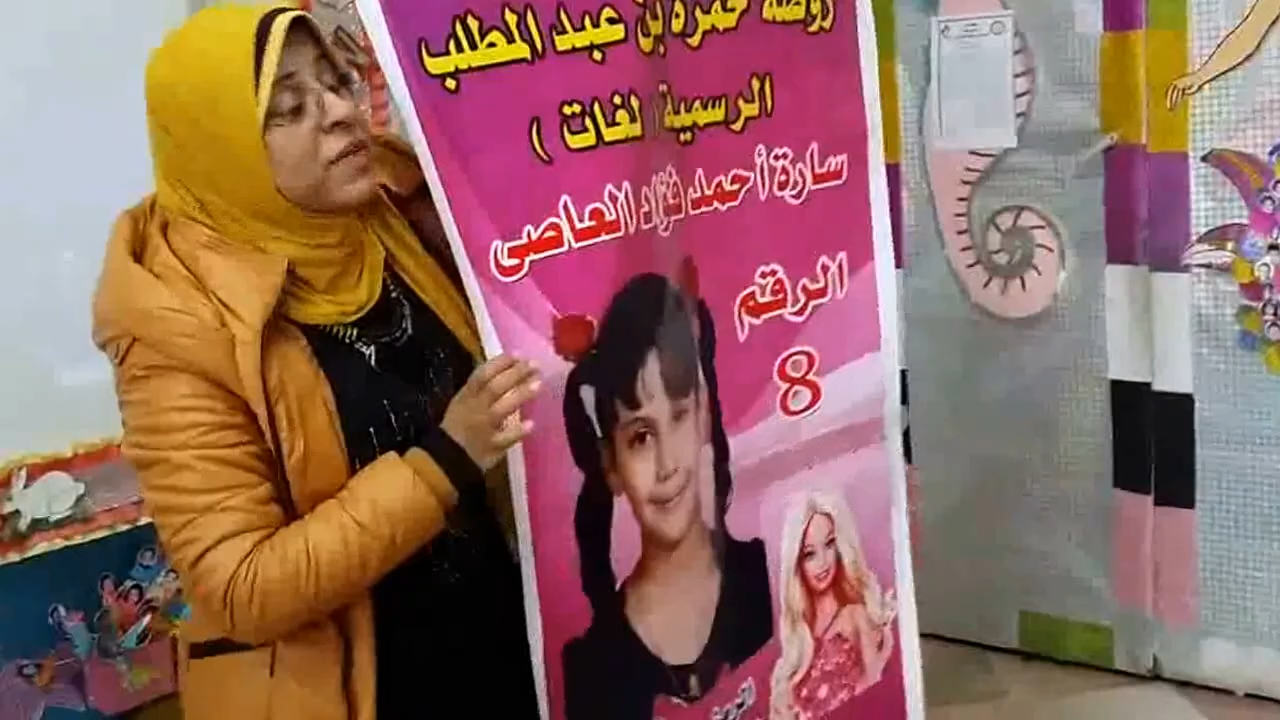 روضة حمزة بن عبد المطلب
الرسمية ( لغات )
سارة أحمد فؤاد العاصى
الرقم
8